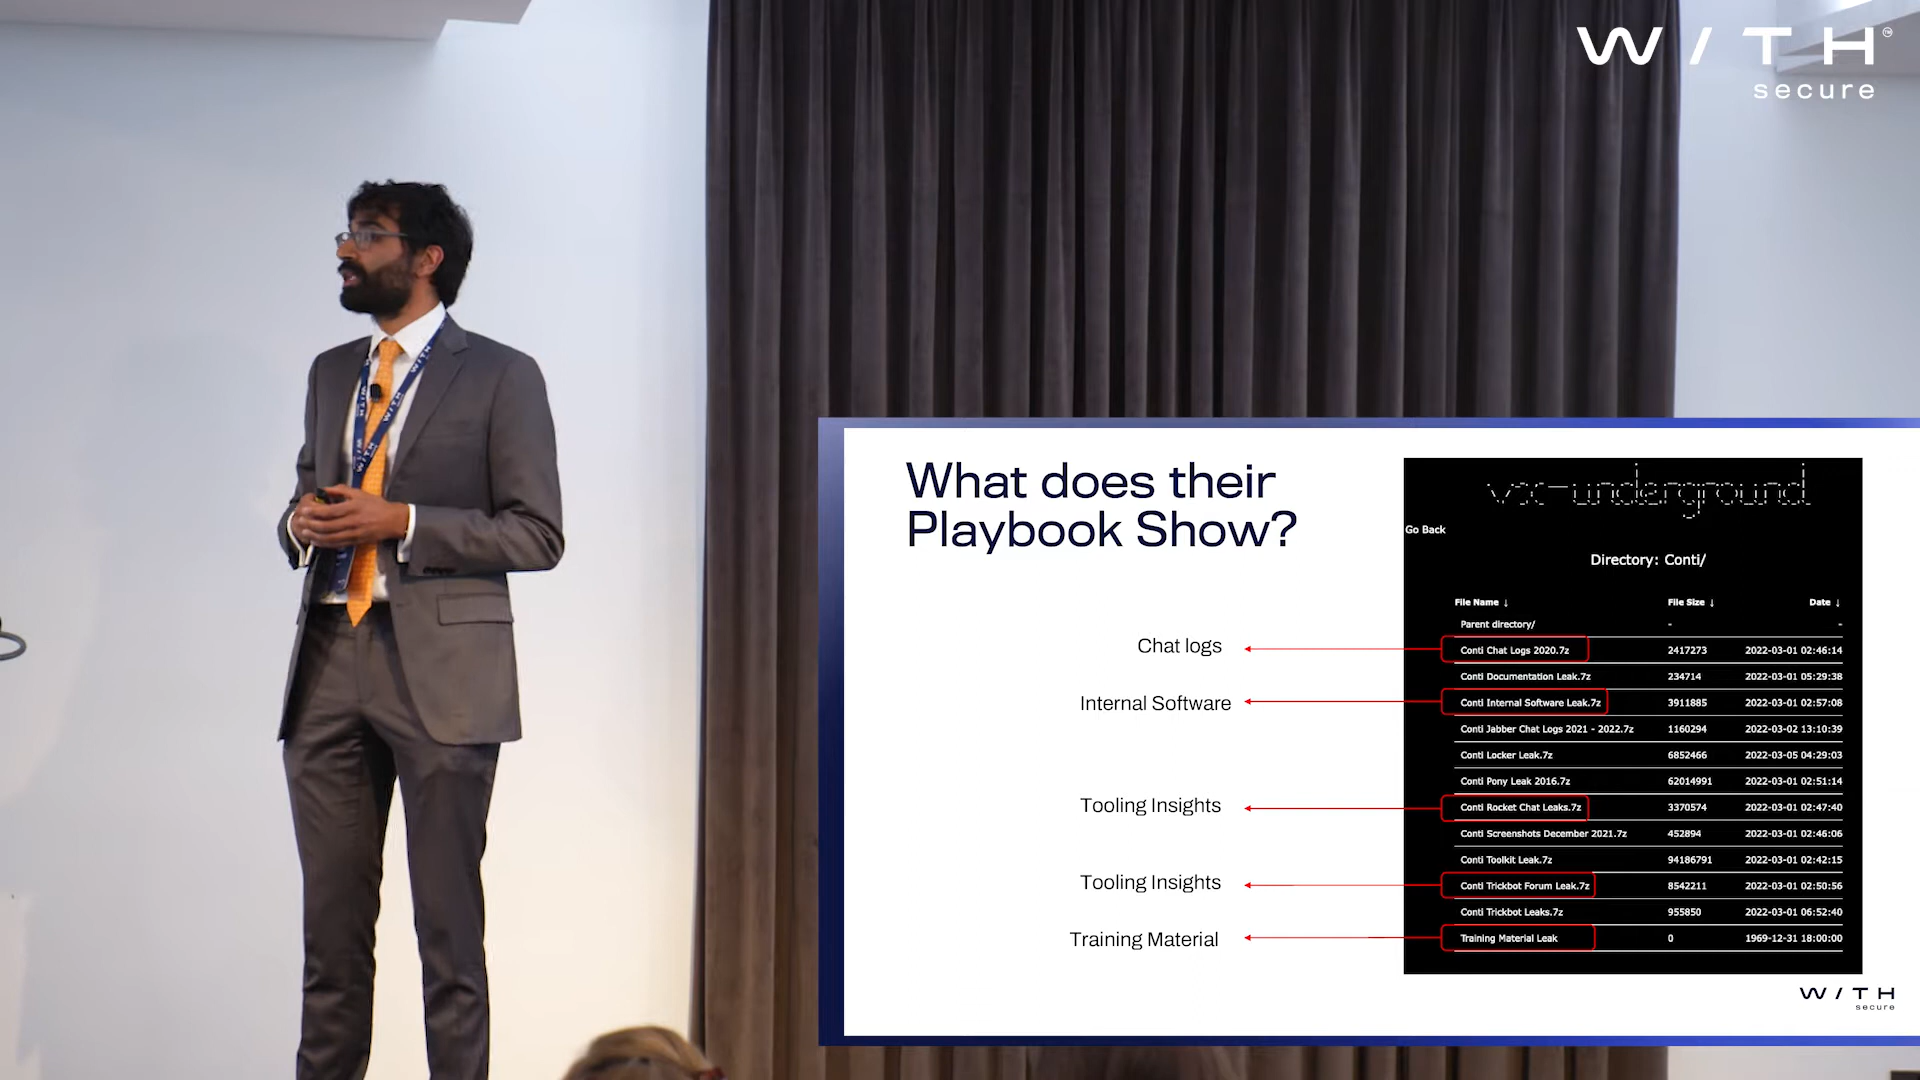 W/TH™
secure
What does their
Playbook Show?
vx-underground
Go Back
Directory: Conti/
File Name ↓ File Size ↓ Date ↓
Parent directory/ - -
Chat logs
Conti Chat Logs 2020.7z 2417273 2022-03-01 02:46:14
Conti Documentation Leak.7z 234714 2022-03-01 05:29:38
Internal Software
Conti Internal Software Leak.7z 3911885 2022-03-01 02:57:08
Conti Jabber Chat Logs 2021 - 2022.7z 1160294 2022-03-02 13:10:39
Conti Locker Leak.7z 6852466 2022-03-05 04:29:03
Conti Pony Leak 2016.7z 62014991 2022-03-01 02:51:14
Tooling Insights
Conti Rocket Chat Leaks.7z 3370574 2022-03-01 02:47:40
Conti Screenshots December 2021.7z 452894 2022-03-01 02:46:06
Conti Toolkit Leak.7z 94186791 2022-03-01 02:42:15
Tooling Insights
Conti Trickbot Forum Leak.7z 8542211 2022-03-01 02:50:56
Conti Trickbot Leaks.7z 955850 2022-03-01 06:52:40
Training Material
Training Material Leak 0 1969-12-31 18:00:00
W/TH
secure
W/TH
W/TH
W/TH